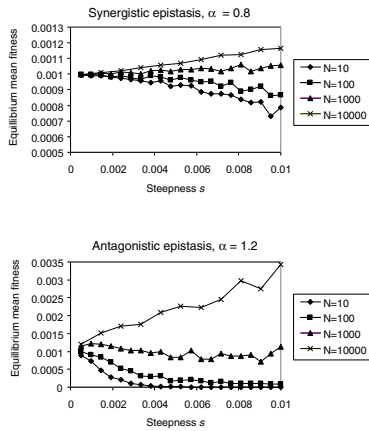 Synergistic epistasis, α = 0.8
Equilibrium mean fitness
0.0013
0.0012
0.0011
0.001
0.0009
0.0008
0.0007
0.0006
0.0005
0 0.002 0.004 0.006 0.008 0.01
Steepness s
N=10
N=100
N=1000
N=10000
Antagonistic epistasis, α = 1.2
Equilibrium mean fitness
0.0035
0.003
0.0025
0.002
0.0015
0.001
0.0005
0
0 0.002 0.004 0.006 0.008 0.01
Steepness s
N=10
N=100
N=1000
N=10000